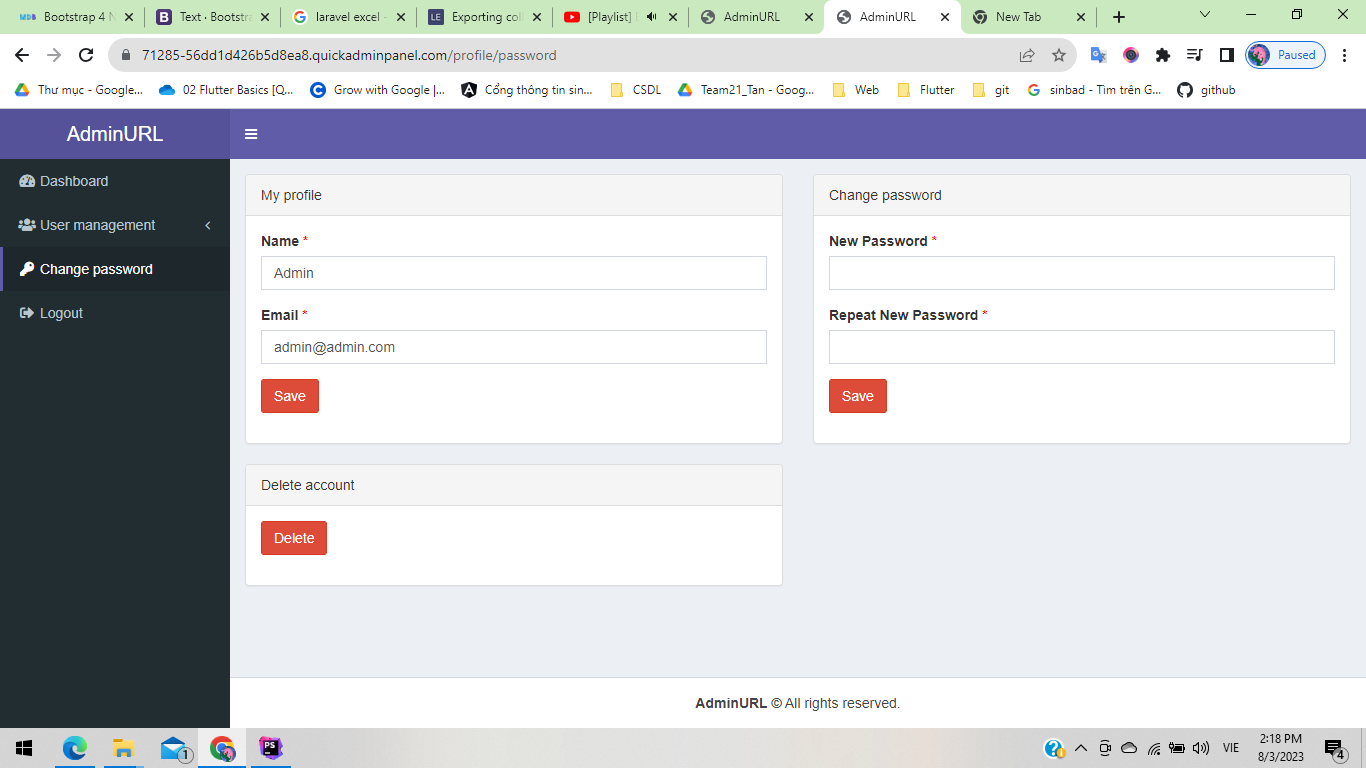 Bootstrap 4 N
Text · Bootstra
laravel excel -
Exporting coll
[Playlist]
AdminURL
AdminURL
New Tab
71285-56dd1d426b5d8ea8.quickadminpanel.com/profile/password
Paused
Thư mục - Google...
02 Flutter Basics [Q...
Grow with Google |...
Cổng thông tin sin...
CSDL
Team21_Tan - Goog...
Web
Flutter
git
sinbad - Tìm trên G...
github
AdminURL
Dashboard
User management
Change password
Logout
My profile
Name *
Admin
Email *
admin@admin.com
Save
Change password
New Password *
Repeat New Password *
Save
Delete account
Delete
AdminURL © All rights reserved.
1
VIE
2:18 PM
8/3/2023
4